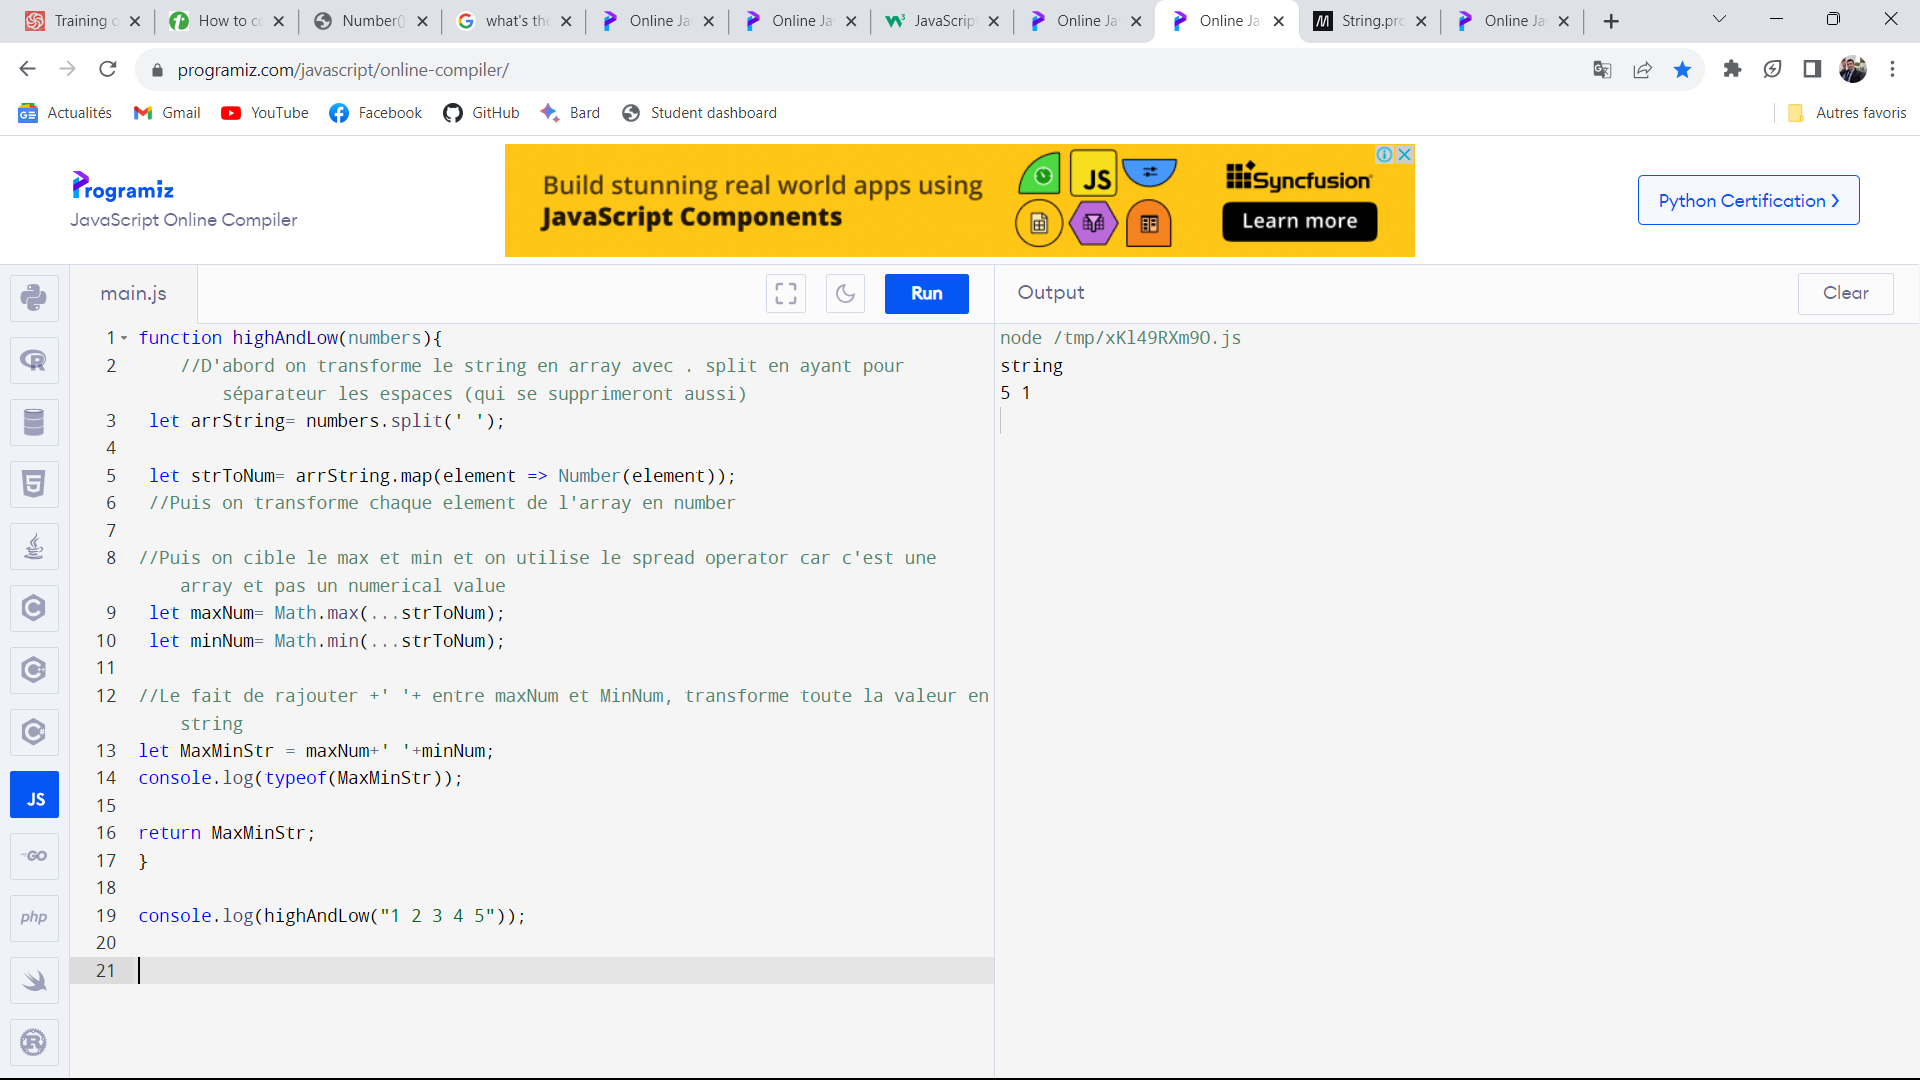 Training
How to
Number()
what's the
Online Ja
Online Ja
JavaScrip
Online Ja
Online Ja
String.pro
Online Ja
programiz.com/javascript/online-compiler/
Actualités
Gmail
YouTube
Facebook
GitHub
Bard
Student dashboard
Autres favoris
Programiz
JavaScript Online Compiler
Build stunning real world apps using
JavaScript Components
JS
Syncfusion
Learn more
Python Certification
main.js
Run
Output
Clear
1 function highAndLow(numbers){
2 //D'abord on transforme le string en array avec . split en ayant pour
séparateur les espaces (qui se supprimeront aussi)
3 let arrString= numbers.split(' ');
4
5 let strToNum= arrString.map(element => Number(element));
6 //Puis on transforme chaque element de l'array en number
7
8 //Puis on cible le max et min et on utilise le spread operator car c'est une
array et pas un numerical value
9 let maxNum= Math.max(...strToNum);
10 let minNum= Math.min(...strToNum);
11
12 //Le fait de rajouter +' '+ entre maxNum et MinNum, transforme toute la valeur en
string
13 let MaxMinStr = maxNum+' '+minNum;
14 console.log(typeof(MaxMinStr));
15
16 return MaxMinStr;
17 }
18
19 console.log(highAndLow("1 2 3 4 5"));
20
21
node /tmp/xKl49RXm9O.js
string
5 1
JS
GO
php